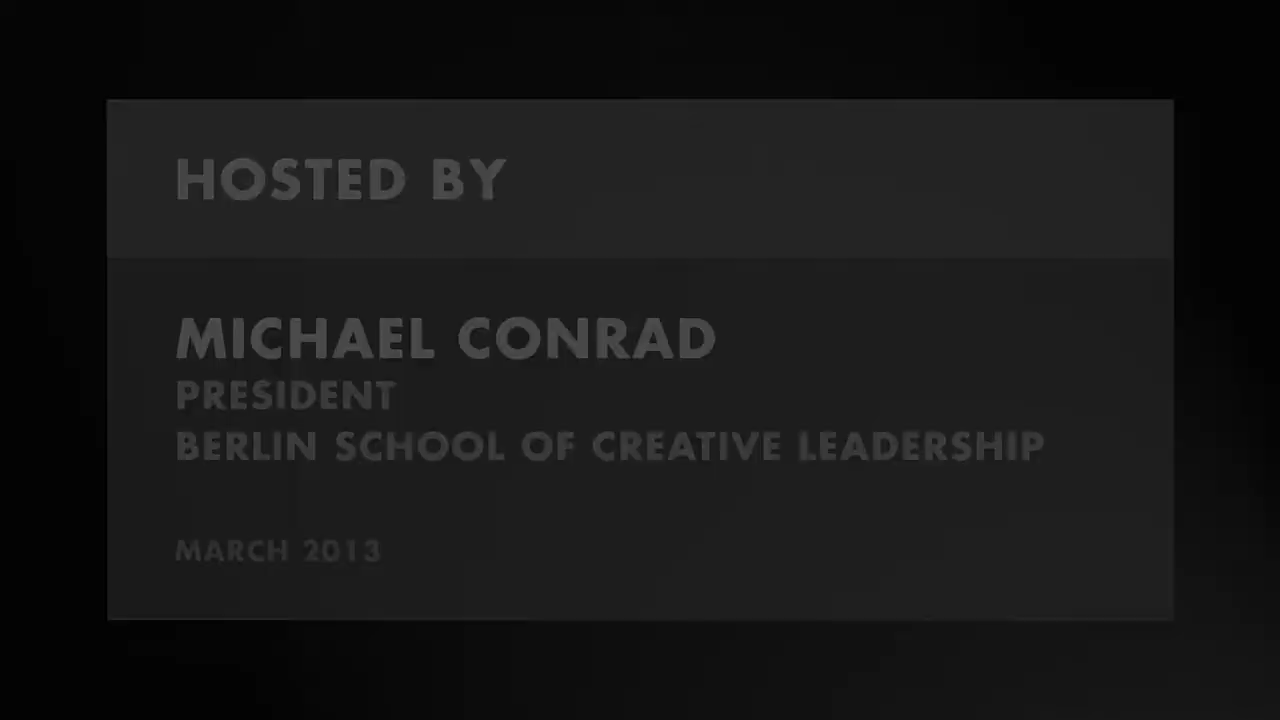 HOSTED BY
MICHAEL CONRAD
PRESIDENT
BERLIN SCHOOL OF CREATIVE LEADERSHIP
MARCH 2013